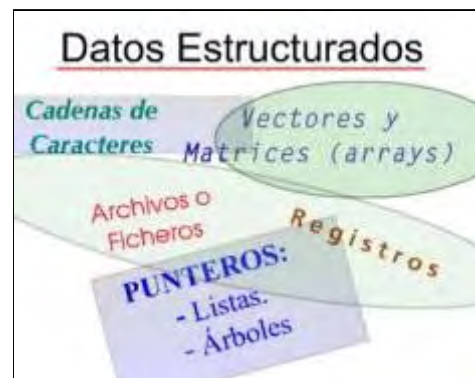 Datos Estructurados
Cadenas de
Caracteres
Vectores y
Matrices (arrays)
Archivos o
Ficheros
Registros
PUNTEROS:
- Listas.
- Árboles